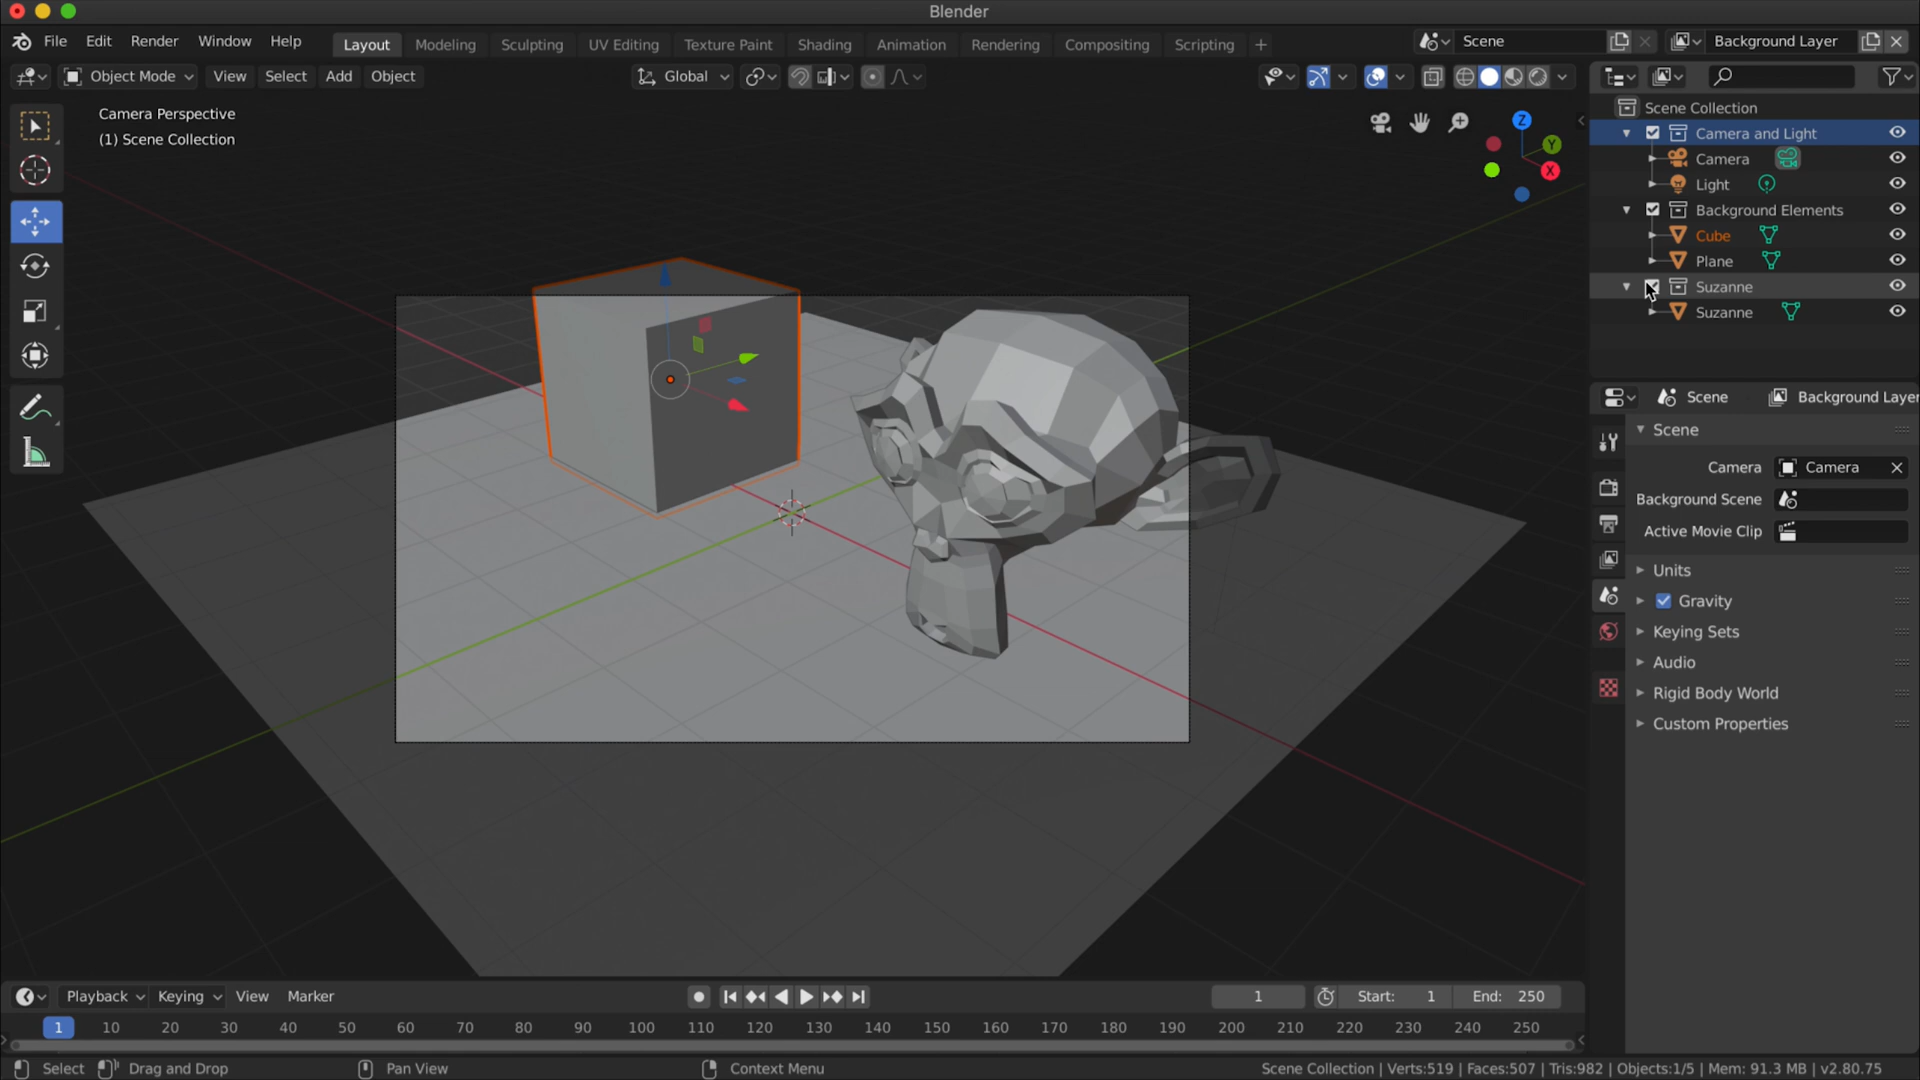 Blender
File Edit Render Window Help Layout Modeling Sculpting UV Editing Texture Paint Shading Animation Rendering Compositing Scripting + Scene Background Layer
Object Mode View Select Add Object Global
Camera Perspective
(1) Scene Collection
Z
Y
X
Scene Collection
Camera and Light
Camera
Light
Background Elements
Cube
Plane
Suzanne
Suzanne
Scene Background Layer
Scene
Camera Camera
Background Scene
Active Movie Clip
Units
Gravity
Keying Sets
Audio
Rigid Body World
Custom Properties
Playback Keying View Marker 1 Start: 1 End: 250
1 10 20 30 40 50 60 70 80 90 100 110 120 130 140 150 160 170 180 190 200 210 220 230 240 250
Select Drag and Drop Pan View Context Menu Scene Collection | Verts:519 | Faces:507 | Tris:982 | Objects:1/5 | Mem: 91.3 MB | v2.80.75